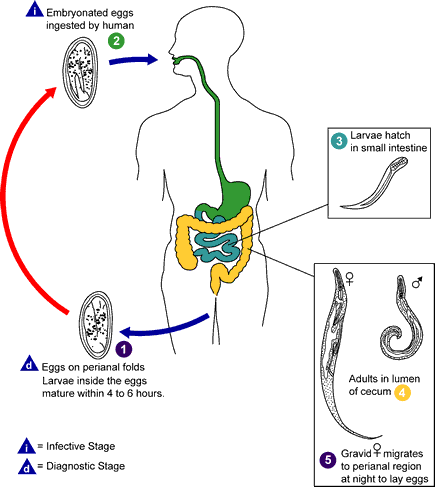 i
Embryonated eggs
ingested by human
2
3
Larvae hatch
in small intestine
♀
♂
Adults in lumen
of cecum 4
♀
5 Gravid ♀ migrates
to perianal region
at night to lay eggs
1
d
Eggs on perianal folds
Larvae inside the eggs
mature within 4 to 6 hours.
i = Infective Stage
d = Diagnostic Stage